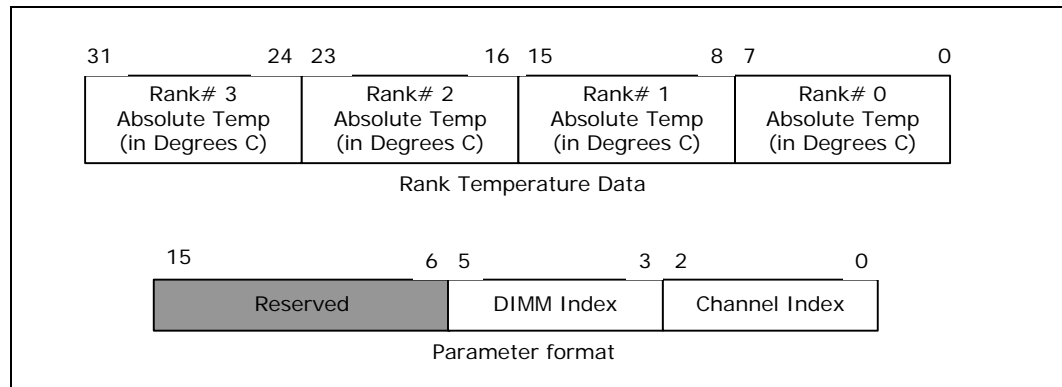 31 24 23 16 15 8 7 0
Rank# 3 Rank# 2 Rank# 1 Rank# 0
Absolute Temp Absolute Temp Absolute Temp Absolute Temp
(in Degrees C) (in Degrees C) (in Degrees C) (in Degrees C)
Rank Temperature Data
15 6 5 3 2 0
Reserved DIMM Index Channel Index
Parameter format